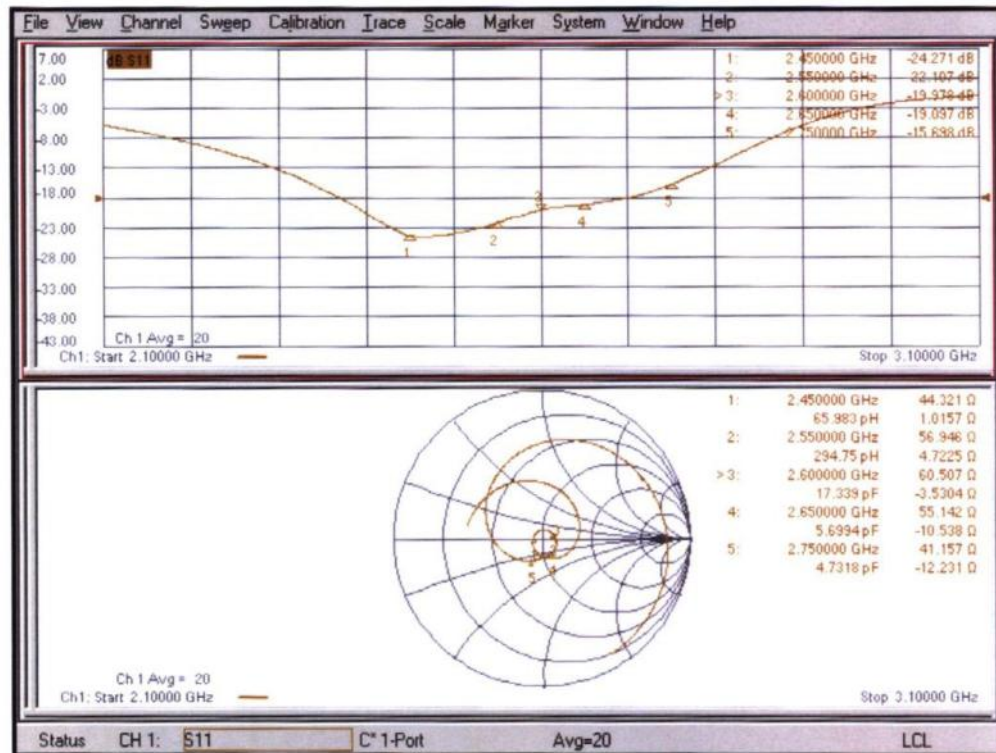 File View Channel Sweep Calibration Trace Scale Marker System Window Help
7.00
2.00
-3.00
-8.00
-13.00
-18.00
-23.00
-28.00
-33.00
-38.00
-43.00
dB S11
1: 2.450000 GHz -24.271 dB
2: 2.550000 GHz -22.107 dB
> 3: 2.600000 GHz -19.978 dB
4: 2.650000 GHz -19.097 dB
5: 2.750000 GHz -15.698 dB
1
2
3
4
5
Ch 1 Avg = 20
Ch1: Start 2.10000 GHz
Stop 3.10000 GHz
1: 2.450000 GHz 44.321 Ω
65.983 pH 1.0157 Ω
2: 2.550000 GHz 56.946 Ω
294.75 pH 4.7225 Ω
> 3: 2.600000 GHz 60.507 Ω
17.339 pF -3.5304 Ω
4: 2.650000 GHz 55.142 Ω
5.6994 pF -10.538 Ω
5: 2.750000 GHz 41.157 Ω
4.7318 pF -12.231 Ω
5
4
Ch 1 Avg = 20
Ch1: Start 2.10000 GHz
Stop 3.10000 GHz
Status CH 1: S11 C* 1-Port Avg=20 LCL